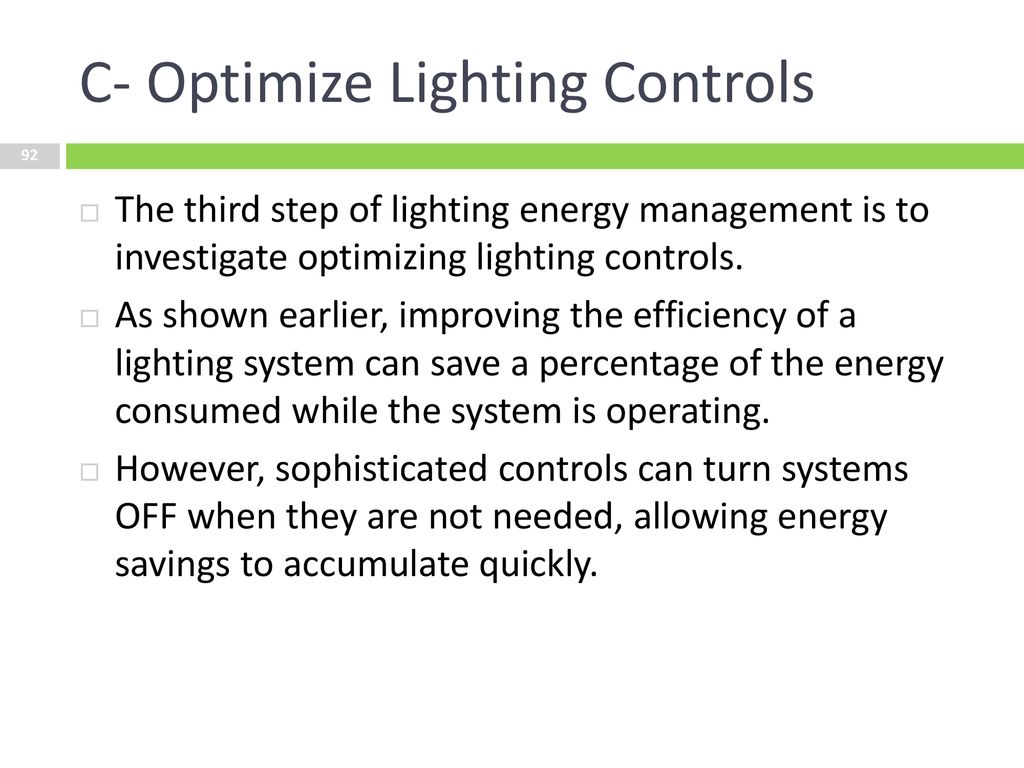 C- Optimize Lighting Controls
92
The third step of lighting energy management is to
investigate optimizing lighting controls.
As shown earlier, improving the efficiency of a
lighting system can save a percentage of the energy
consumed while the system is operating.
However, sophisticated controls can turn systems
OFF when they are not needed, allowing energy
savings to accumulate quickly.